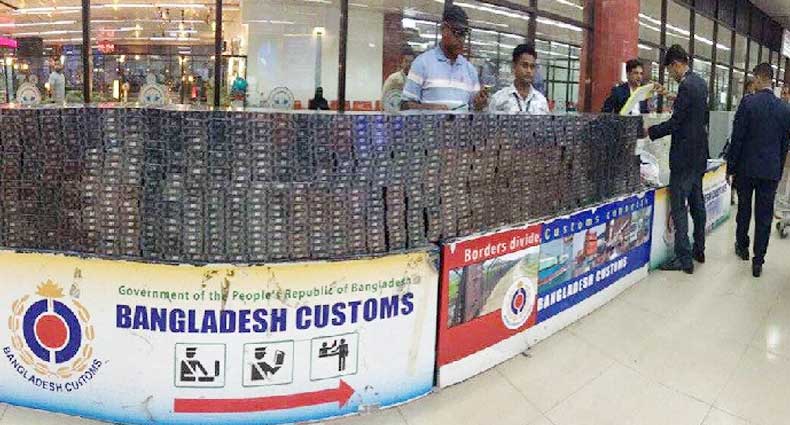 Government of the People's Republic of Bangladesh
BANGLADESH CUSTOMS
BANGLADESH CUSTOMS
Borders divide, Customs connects
BANGLADESH CUSTOMS